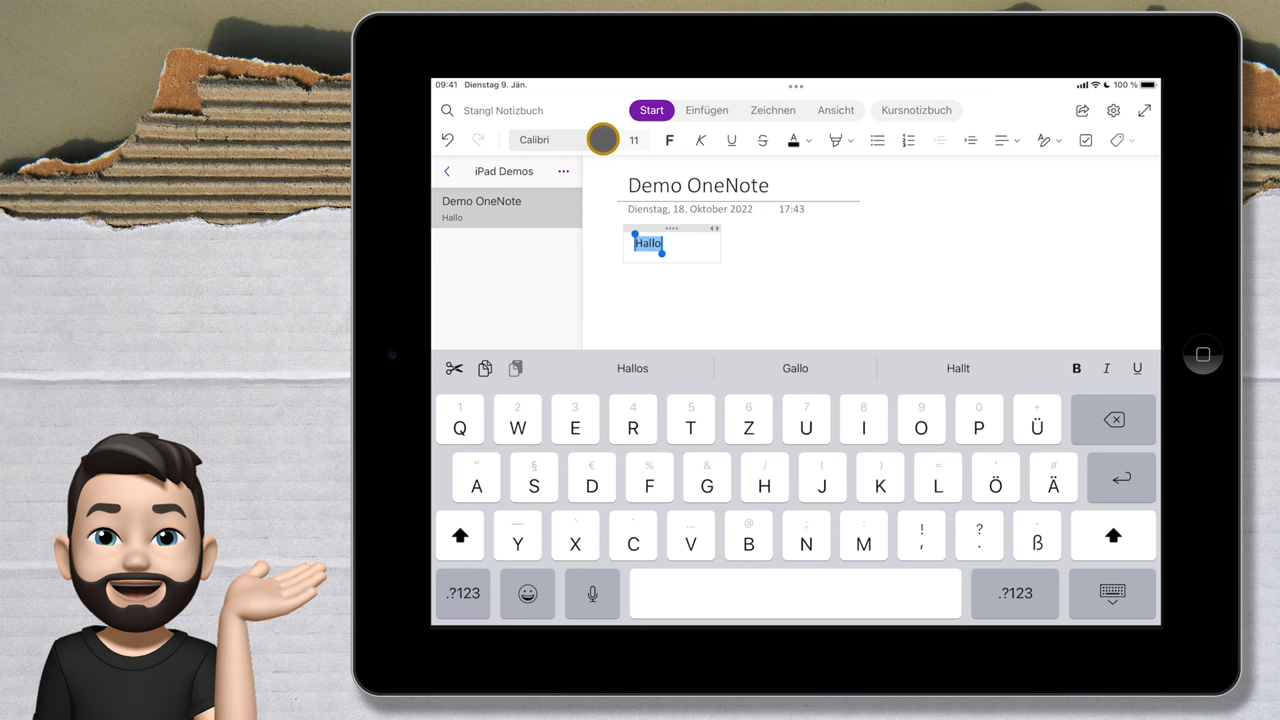 09:41 Dienstag 9. Jän. 100 %
Stangl Notizbuch Start Einfügen Zeichnen Ansicht Kursnotizbuch
Calibri 11 F K U S A
iPad Demos
Demo OneNote
Hallo
Demo OneNote
Dienstag, 18. Oktober 2022 17:43
Hallo
Hallos Gallo Hallt B I U
1 2 3 4 5 6 7 8 9 0 +
Q W E R T Z U I O P Ü
" § € % & / ( ) = ' #
A S D F G H J K L Ö Ä
— ` ' ... @ ; : ! ? -
Y X C V B N M , . ß
.?123 .?123